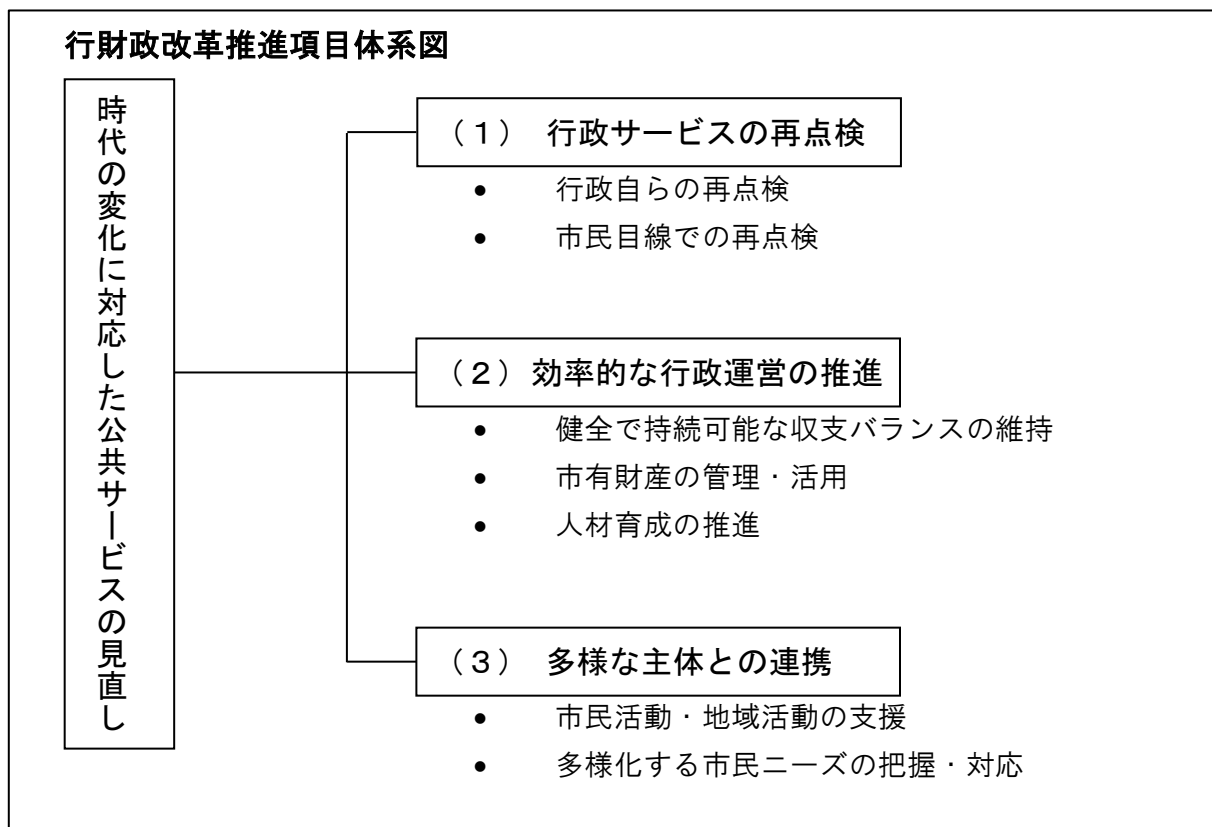 行財政改革推進項目体系図
時代の変化に対応した公共サービスの見直し
（１） 行政サービスの再点検
• 行政自らの再点検
• 市民目線での再点検
（２）効率的な行政運営の推進
• 健全で持続可能な収支バランスの維持
• 市有財産の管理・活用
• 人材育成の推進
（３） 多様な主体との連携
• 市民活動・地域活動の支援
• 多様化する市民ニーズの把握・対応